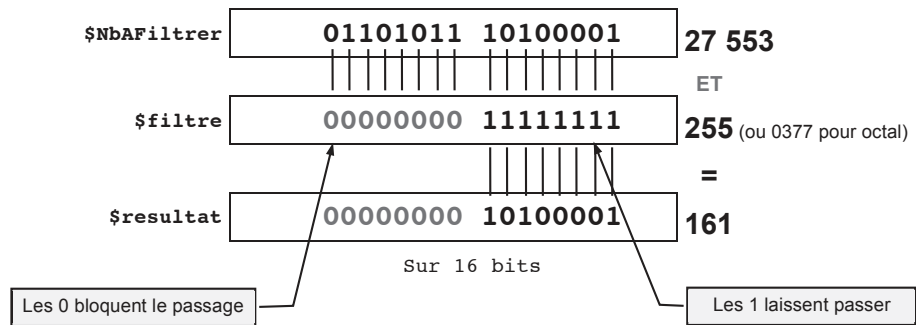 $NbAFiltrer 01101011 10100001 27 553
ET
$filtre 00000000 11111111 255 (ou 0377 pour octal)
=
$resultat 00000000 10100001 161
Sur 16 bits
Les 0 bloquent le passage
Les 1 laissent passer